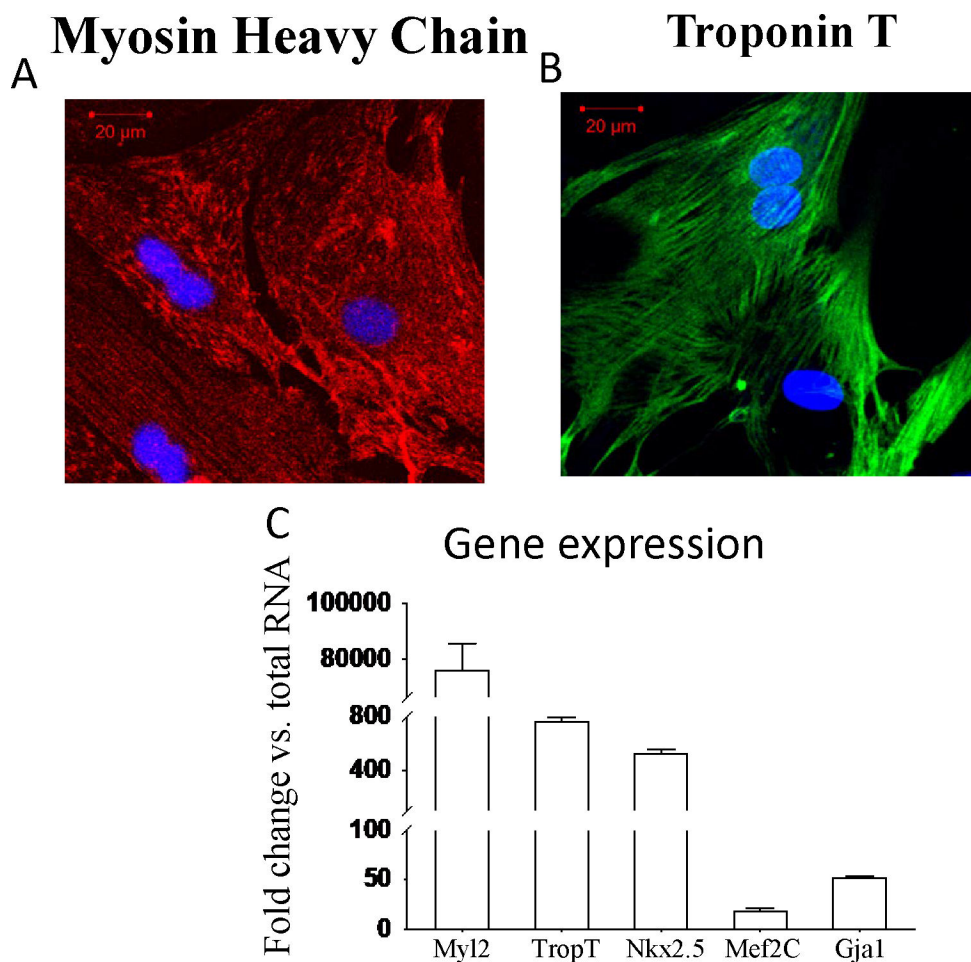 Myosin Heavy Chain
Troponin T
A
B
20 µm
20 µm
C
Gene expression
Fold change vs. total RNA
100000
80000
800
400
100
50
0
Myl2 TropT Nkx2.5 Mef2C Gja1